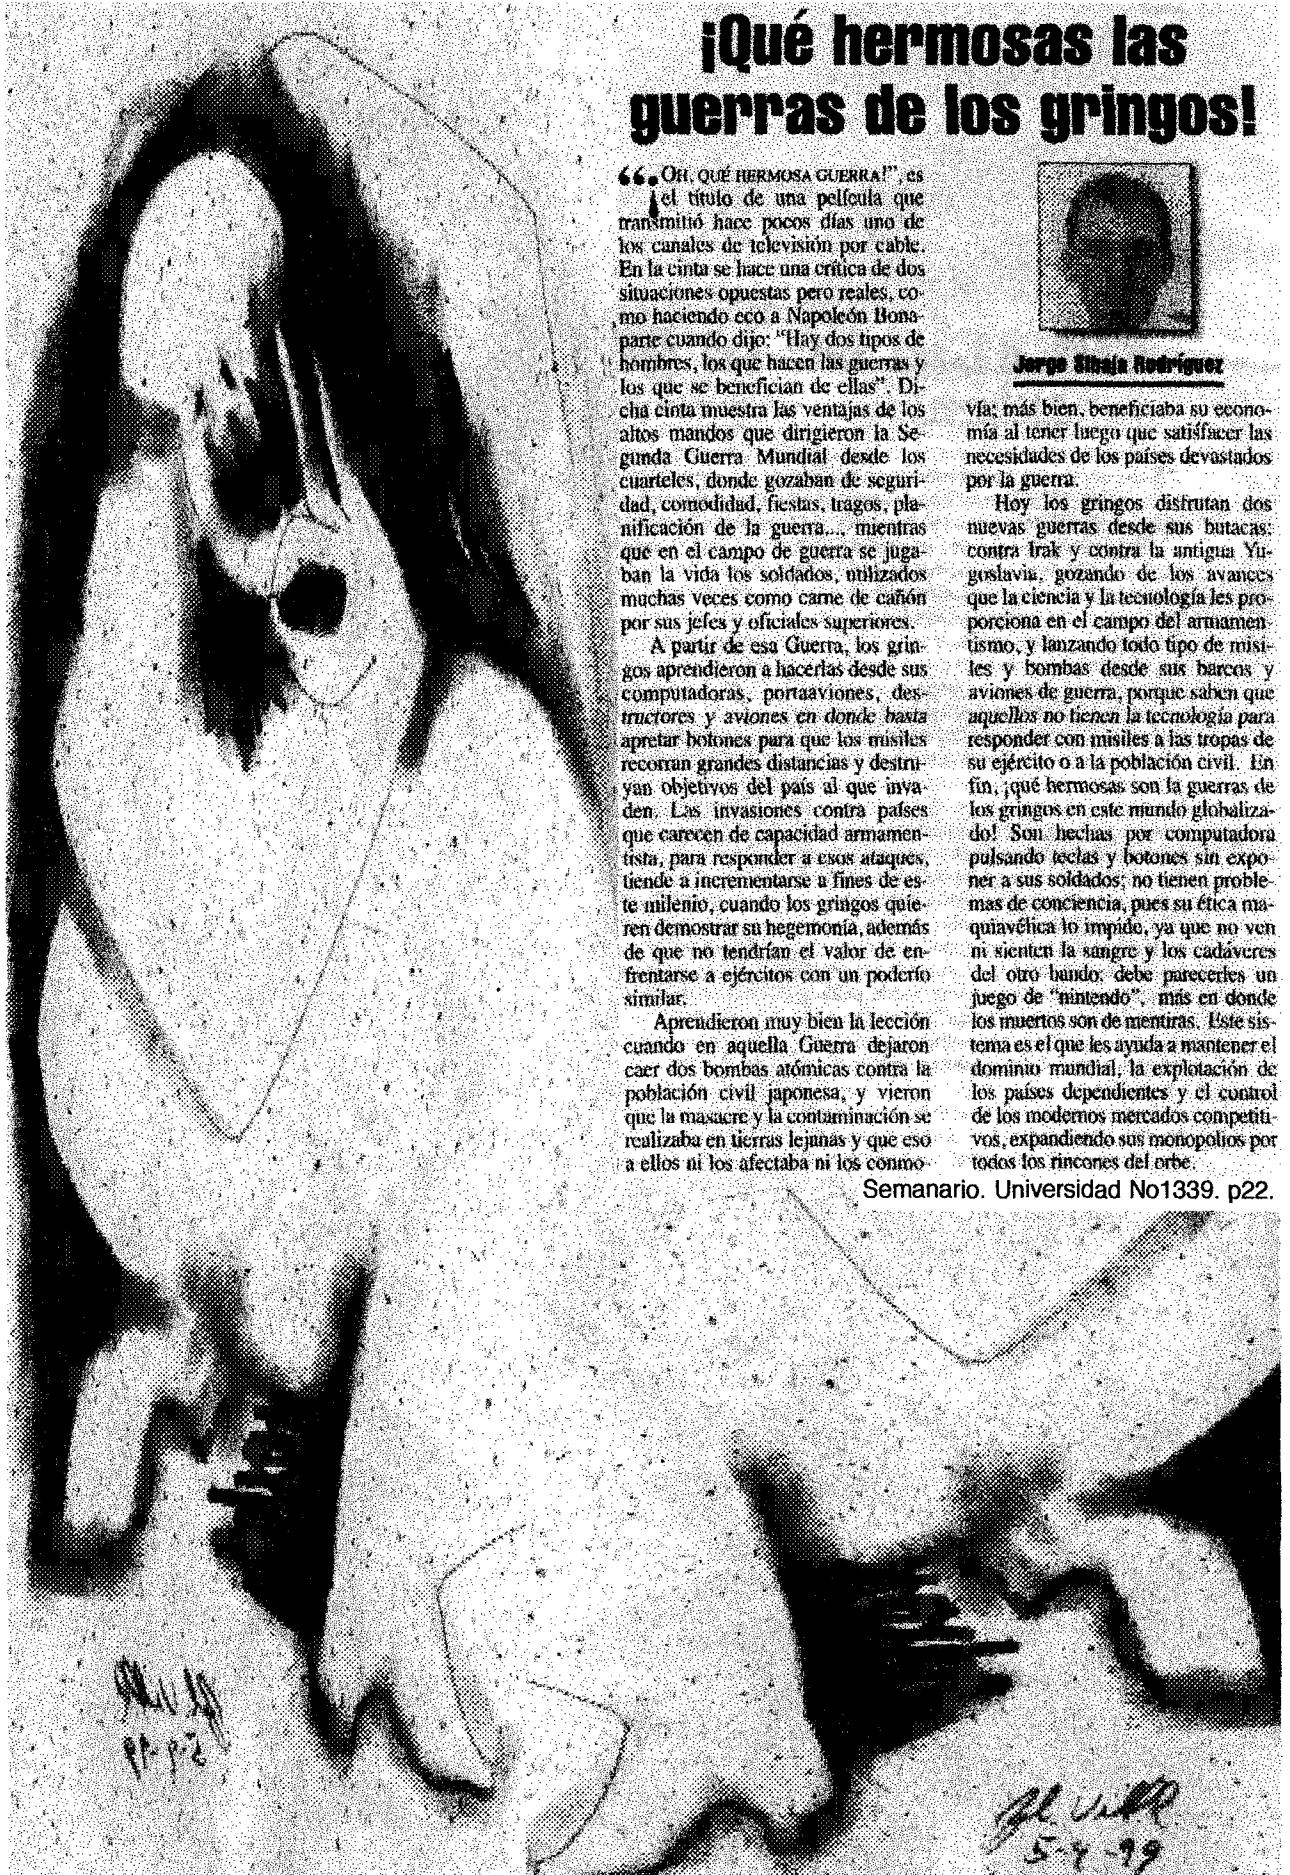 ¡Qué hermosas las
guerras de los gringos!
“¡OH, QUÉ HERMOSA GUERRA!”, es
el título de una película que
transmitió hace pocos días uno de
los canales de televisión por cable.
En la cinta se hace una crítica de dos
situaciones opuestas pero reales, co-
mo haciendo eco a Napoleón Bona-
parte cuando dijo: “Hay dos tipos de
hombres, los que hacen las guerras y
los que se benefician de ellas”. Di-
cha cinta muestra las ventajas de los
altos mandos que dirigieron la Se-
gunda Guerra Mundial desde los
cuarteles, donde gozaban de seguri-
dad, comodidad, fiestas, tragos, pla-
nificación de la guerra..., mientras
que en el campo de guerra se juga-
ban la vida los soldados, utilizados
muchas veces como carne de cañón
por sus jefes y oficiales superiores.
A partir de esa Guerra, los grin-
gos aprendieron a hacerlas desde sus
computadoras, portaaviones, des-
tructores y aviones en donde basta
apretar botones para que los misiles
recorran grandes distancias y destru-
yan objetivos del país al que inva-
den. Las invasiones contra países
que carecen de capacidad armamen-
tista, para responder a esos ataques,
tiende a incrementarse a fines de es-
te milenio, cuando los gringos quie-
ren demostrar su hegemonía, además
de que no tendrían el valor de en-
frentarse a ejércitos con un poderío
similar.
Aprendieron muy bien la lección
cuando en aquella Guerra dejaron
caer dos bombas atómicas contra la
población civil japonesa, y vieron
que la masacre y la contaminación se
realizaba en tierras lejanas y que eso
a ellos ni los afectaba ni los conmo-
Jorge Sibaja Rodríguez
vía; más bien, beneficiaba su econo-
mía al tener luego que satisfacer las
necesidades de los países devastados
por la guerra.
Hoy los gringos disfrutan dos
nuevas guerras desde sus butacas:
contra Irak y contra la antigua Yu-
goslavia, gozando de los avances
que la ciencia y la tecnología les pro-
porciona en el campo del armamen-
tismo, y lanzando todo tipo de misi-
les y bombas desde sus barcos y
aviones de guerra, porque saben que
aquellos no tienen la tecnología para
responder con misiles a las tropas de
su ejército o a la población civil. En
fin, ¡qué hermosas son la guerras de
los gringos en este mundo globaliza-
do! Son hechas por computadora
pulsando teclas y botones sin expo-
ner a sus soldados; no tienen proble-
mas de conciencia, pues su ética ma-
quiavélica lo impide, ya que no ven
ni sienten la sangre y los cadáveres
del otro bando; debe parecerles un
juego de “nintendo”, más en donde
los muertos son de mentiras. Este sis-
tema es el que les ayuda a mantener el
dominio mundial, la explotación de
los países dependientes y el control
de los modernos mercados competiti-
vos, expandiendo sus monopolios por
todos los rincones del orbe.
Semanario. Universidad No1339. p22.
5-4-99